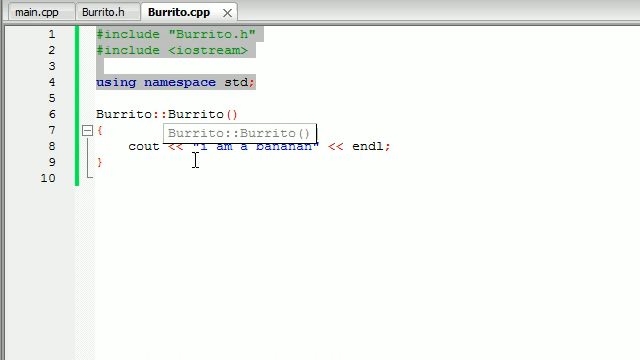 main.cpp Burrito.h Burrito.cpp
1 #include "Burrito.h"
2 #include <iostream>
3
4 using namespace std;
5
6 Burrito::Burrito()
7 {
Burrito::Burrito()
8 cout << "i am a bananah" << endl;
9 }
10